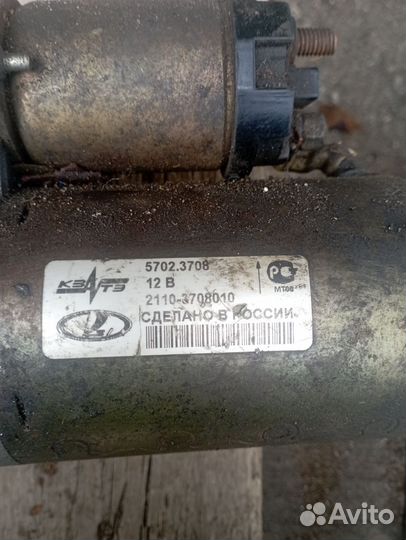 5702.3708
КЗАТЭ
12 В
2110-3708010
СДЕЛАНО В РОССИИ
Avito